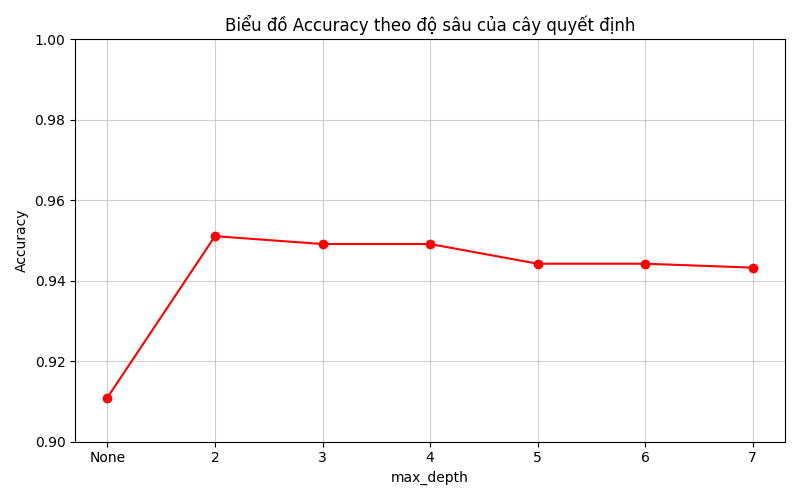 Biểu đồ Accuracy theo độ sâu của cây quyết định
1.00
0.98
0.96
0.94
0.92
0.90
Accuracy
None 2 3 4 5 6 7
max_depth